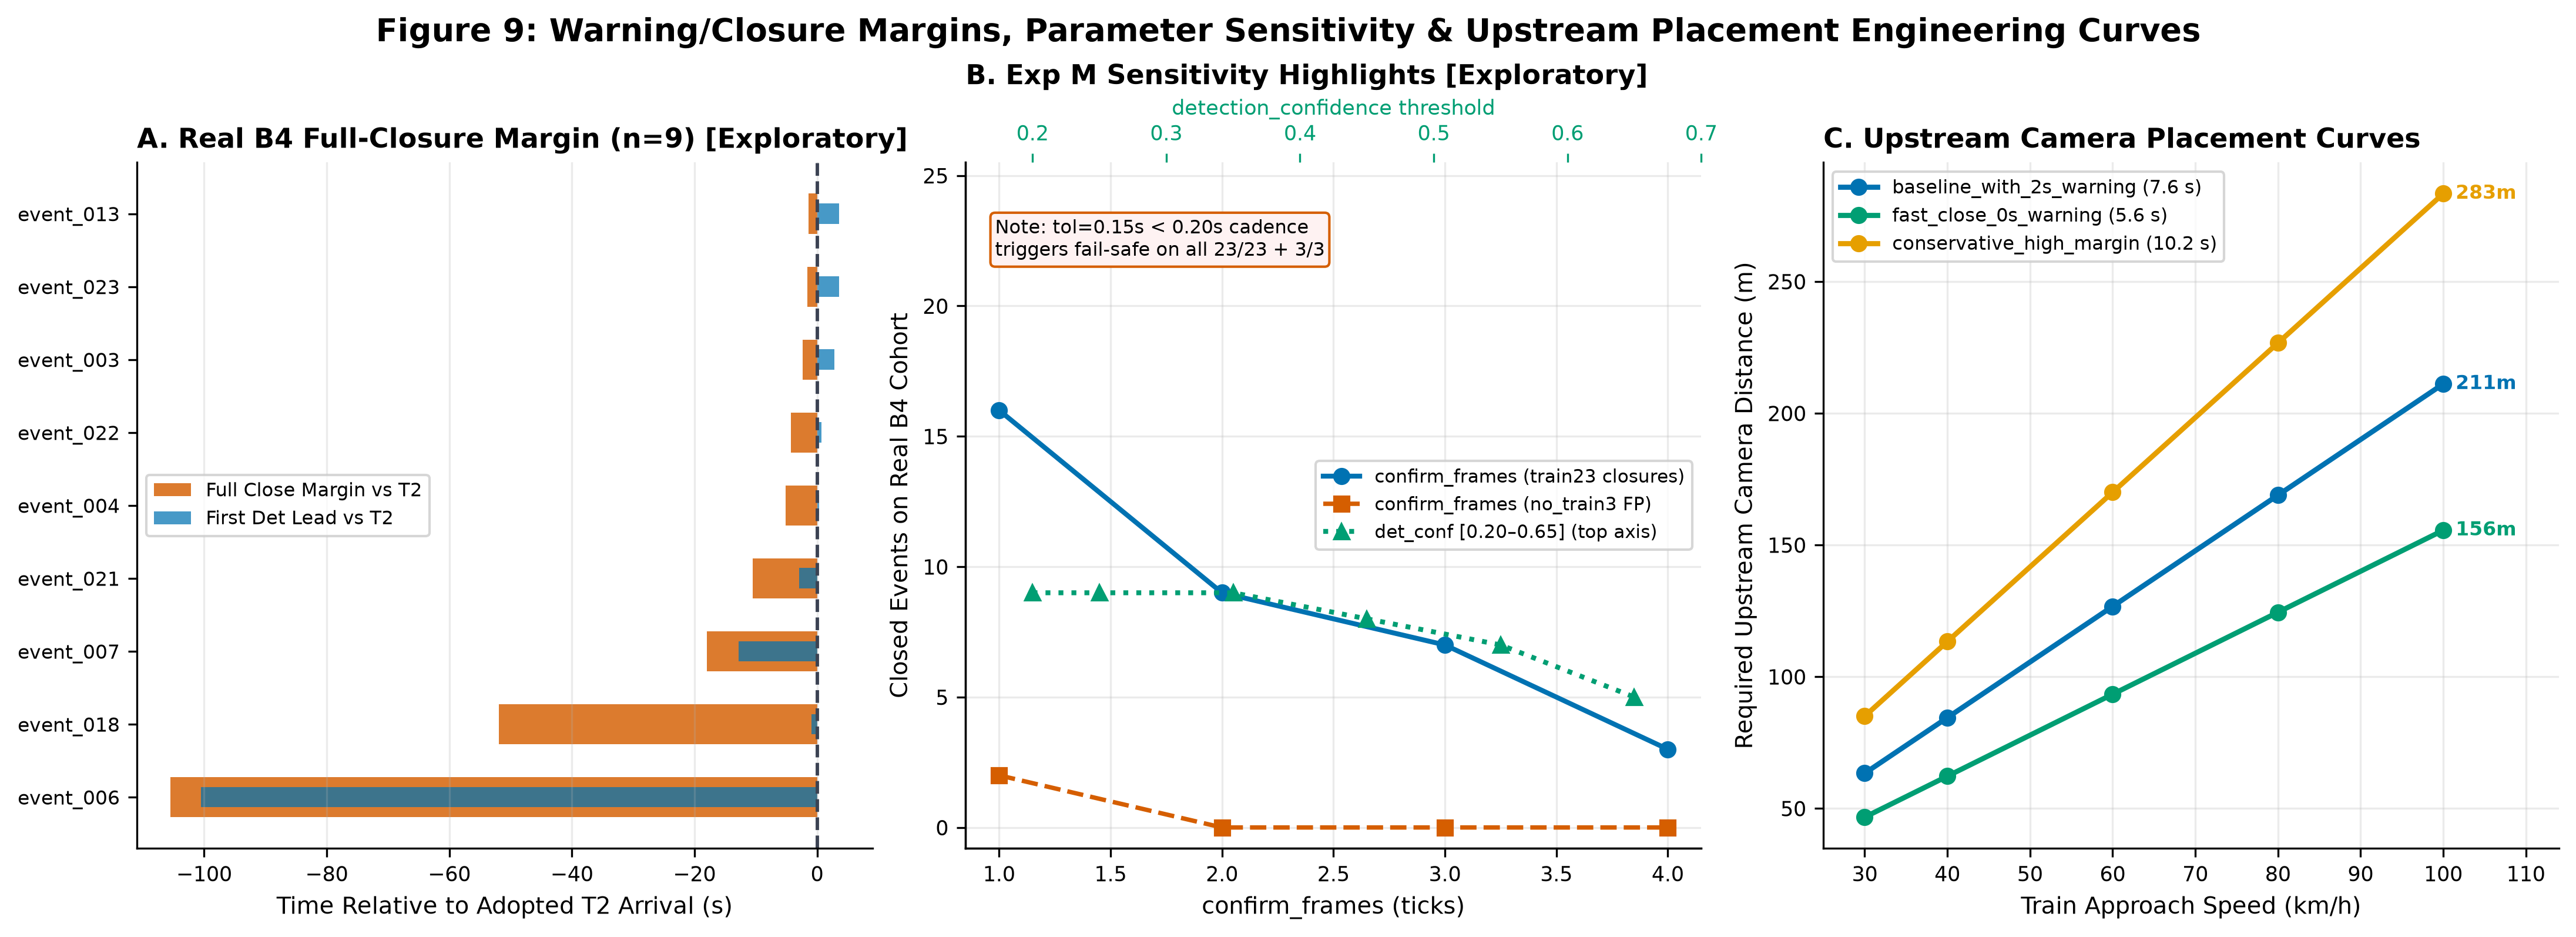 Figure 9: Warning/Closure Margins, Parameter Sensitivity & Upstream Placement Engineering Curves
A. Real B4 Full-Closure Margin (n=9) [Exploratory]
event_013
event_023
event_003
event_022
event_004
event_021
event_007
event_018
event_006
Full Close Margin vs T2
First Det Lead vs T2
−100
−80
−60
−40
−20
0
Time Relative to Adopted T2 Arrival (s)
B. Exp M Sensitivity Highlights [Exploratory]
detection_confidence threshold
0.2
0.3
0.4
0.5
0.6
0.7
Closed Events on Real B4 Cohort
25
20
15
10
5
0
Note: tol=0.15s < 0.20s cadence
triggers fail-safe on all 23/23 + 3/3
confirm_frames (train23 closures)
confirm_frames (no_train3 FP)
det_conf [0.20–0.65] (top axis)
1.0
1.5
2.0
2.5
3.0
3.5
4.0
confirm_frames (ticks)
C. Upstream Camera Placement Curves
Required Upstream Camera Distance (m)
250
200
150
100
50
baseline_with_2s_warning (7.6 s)
fast_close_0s_warning (5.6 s)
conservative_high_margin (10.2 s)
283m
211m
156m
30
40
50
60
70
80
90
100
110
Train Approach Speed (km/h)